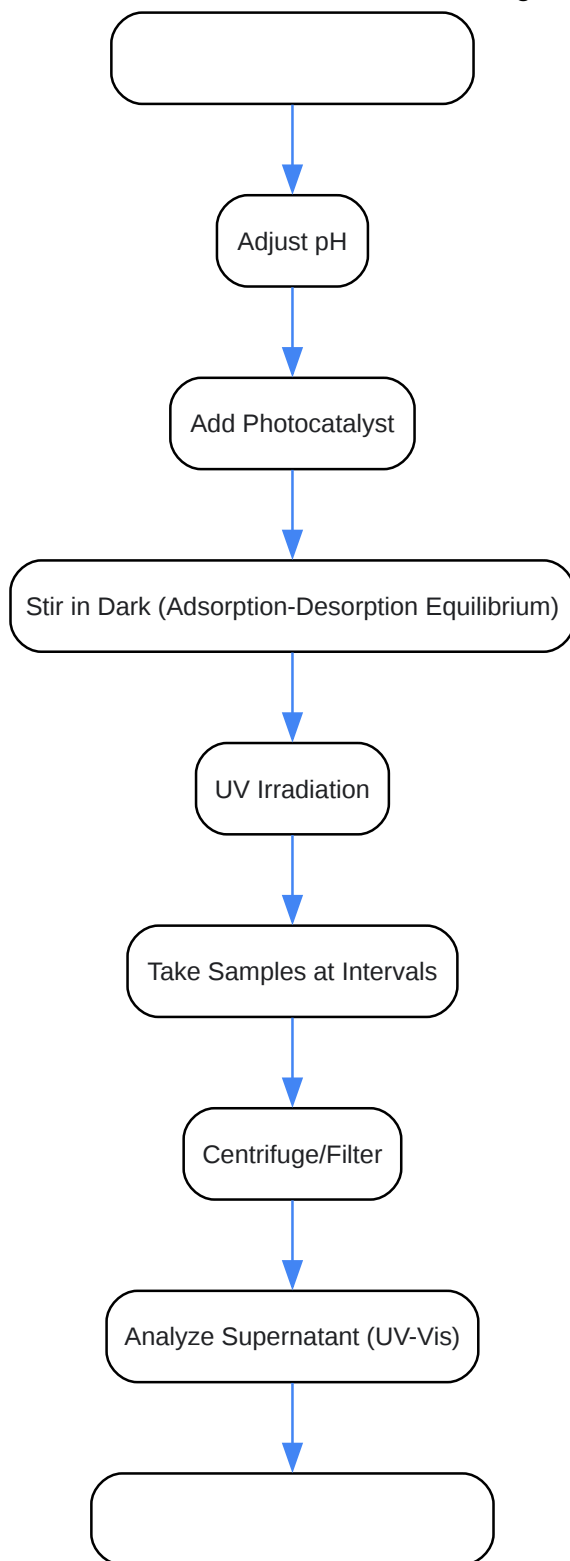 Adjust pH
Add Photocatalyst
Stir in Dark (Adsorption-Desorption Equilibrium)
UV Irradiation
Take Samples at Intervals
Centrifuge/Filter
Analyze Supernatant (UV-Vis)